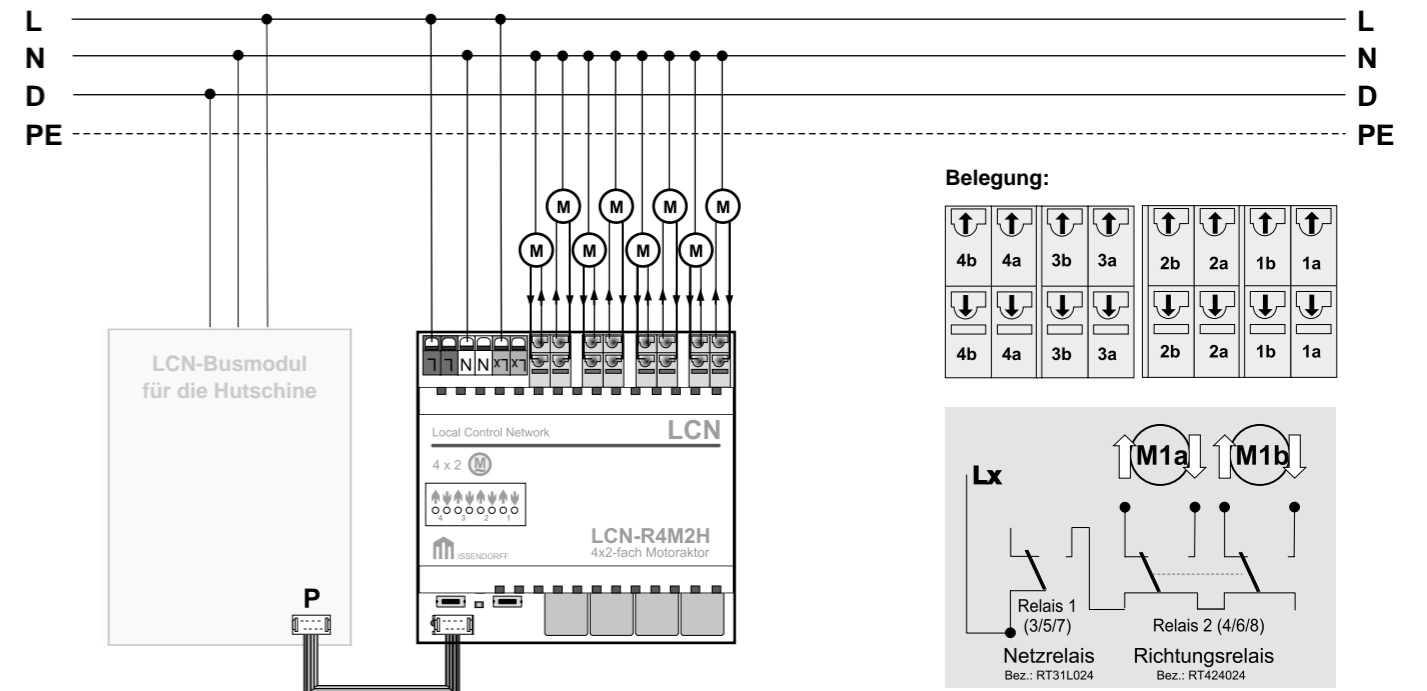 L L
N N
D D
PE PE
M M M M
M M M M
Belegung:
4b 4a 3b 3a 2b 2a 1b 1a
4b 4a 3b 3a 2b 2a 1b 1a
LCN-Busmodul
für die Hutschine
P
L L N N Lx Lx
Local Control Network LCN
4 x 2 M
4 3 2 1
LCN-R4M2H
4x2-fach Motoraktor
ISSENDORFF
M1a M1b
Lx
Relais 1
(3/5/7)
Relais 2 (4/6/8)
Netzrelais
Bez.: RT31L024
Richtungsrelais
Bez.: RT424024